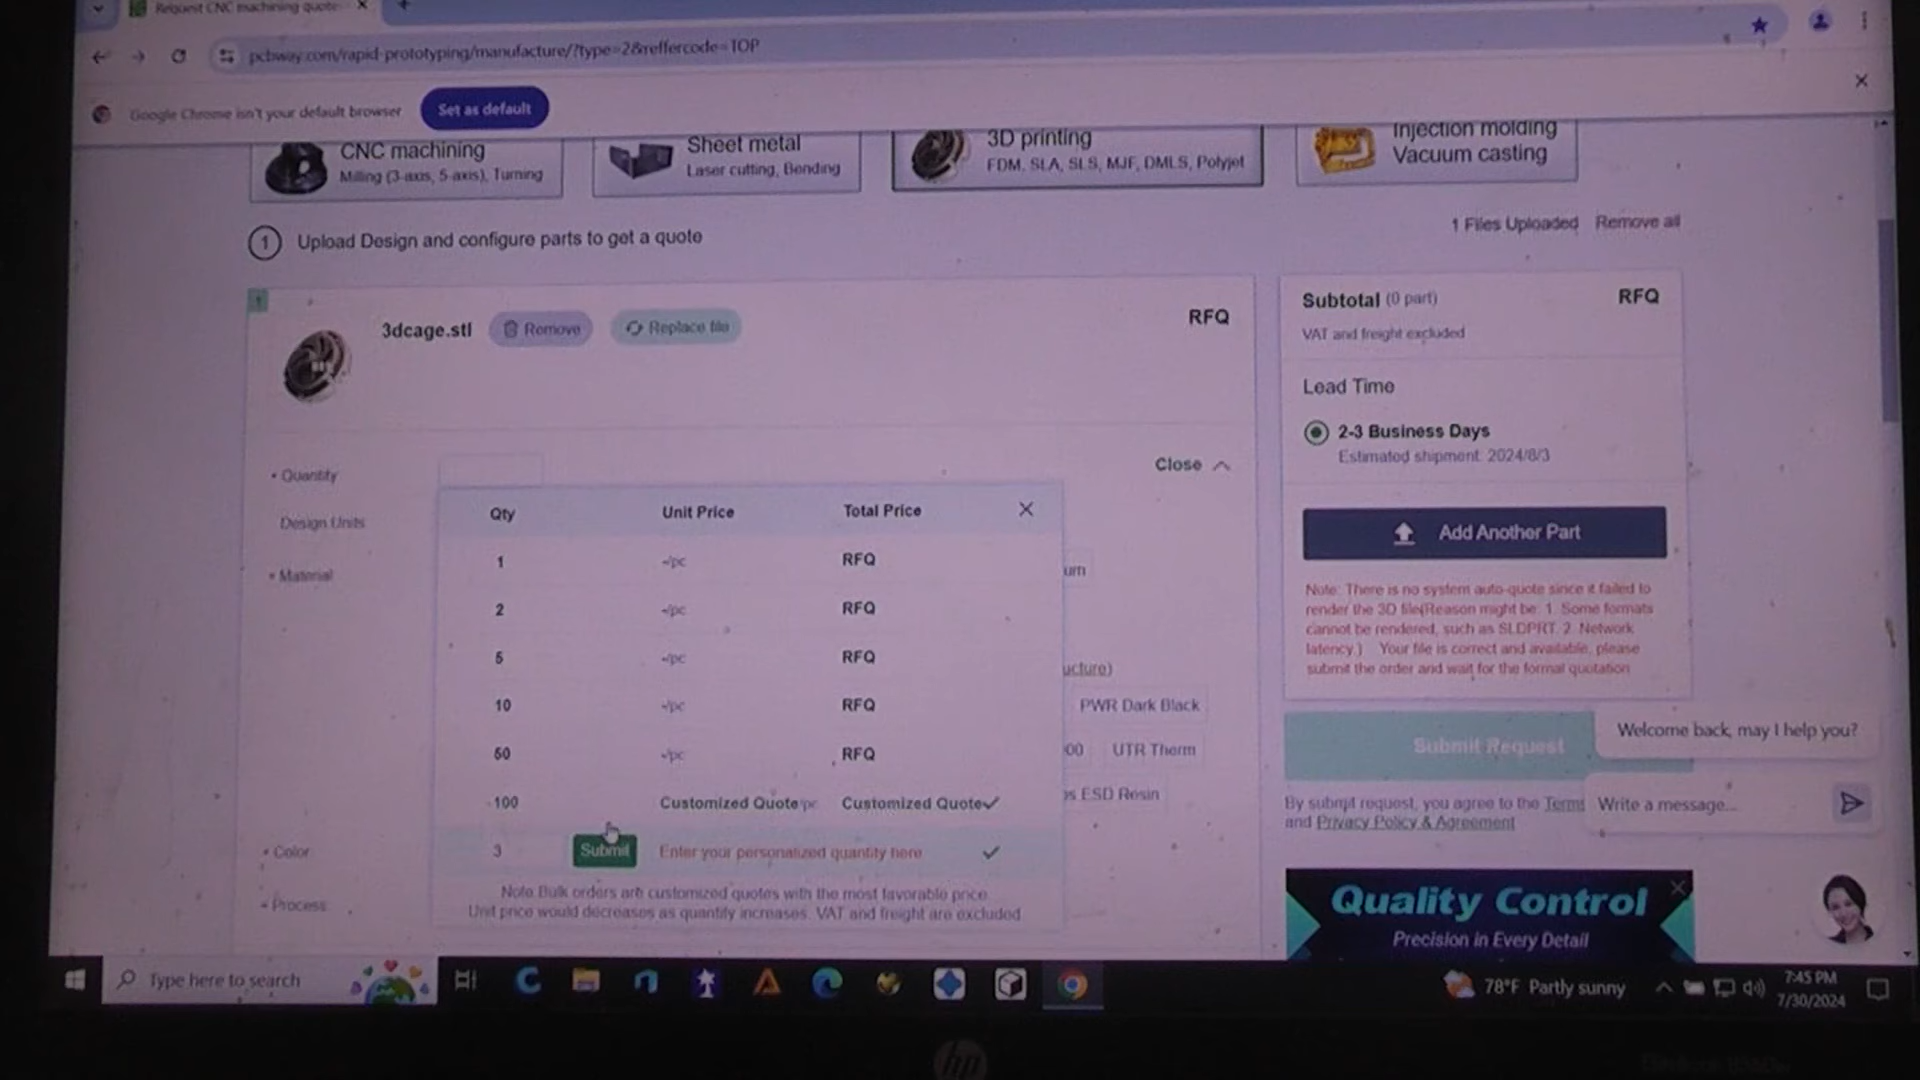 Request CNC machining quote
pcbway.com/rapid-prototyping/manufacture/?type=2&reffercode=TOP
Google Chrome isn't your default browser
Set as default
CNC machining
Milling (3-axis, 5-axis), Turning
Sheet metal
Laser cutting, Bending
3D printing
FDM, SLA, SLS, MJF, DMLS, Polyjet
Injection molding
Vacuum casting
1 Upload Design and configure parts to get a quote
1 Files Uploaded Remove all
1
3dcage.stl
Remove
Replace file
RFQ
Quantity
Close
Design Units
Material
Color
Process
Qty Unit Price Total Price
1 -/pc RFQ
2 -/pc RFQ
5 -/pc RFQ
10 -/pc RFQ
50 -/pc RFQ
100 Customized Quote/pc Customized Quote
3 Submit Enter your personalized quantity here
Note Bulk orders are customized quotes with the most favorable price.
Unit price would decreases as quantity increases. VAT and freight are excluded
um
ucture)
PWR Dark Black
00 UTR Therm
s ESD Resin
Subtotal (0 part) RFQ
VAT and freight excluded
Lead Time
2-3 Business Days
Estimated shipment: 2024/8/3
Add Another Part
Note: There is no system auto-quote since it failed to
render the 3D file(Reason might be: 1. Some formats
cannot be rendered, such as SLDPRT. 2. Network
latency.) Your file is correct and available, please
submit the order and wait for the formal quotation
Submit Request
By submit request, you agree to the Terms
and Privacy Policy & Agreement
Welcome back, may I help you?
Write a message...
Quality Control
Precision in Every Detail
Type here to search
78°F Partly sunny
7:45 PM
7/30/2024
hp